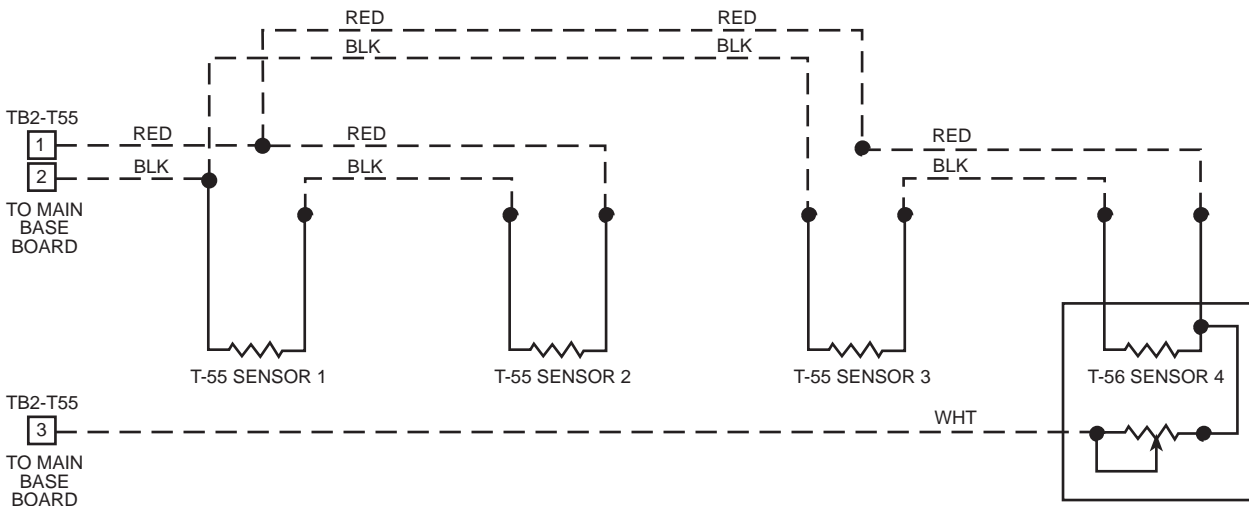 RED
BLK
RED
BLK
TB2-T55
1
RED
RED
RED
2
BLK
BLK
BLK
TO MAIN
BASE
BOARD
T-55 SENSOR 1
T-55 SENSOR 2
T-55 SENSOR 3
T-56 SENSOR 4
TB2-T55
3
WHT
TO MAIN
BASE
BOARD